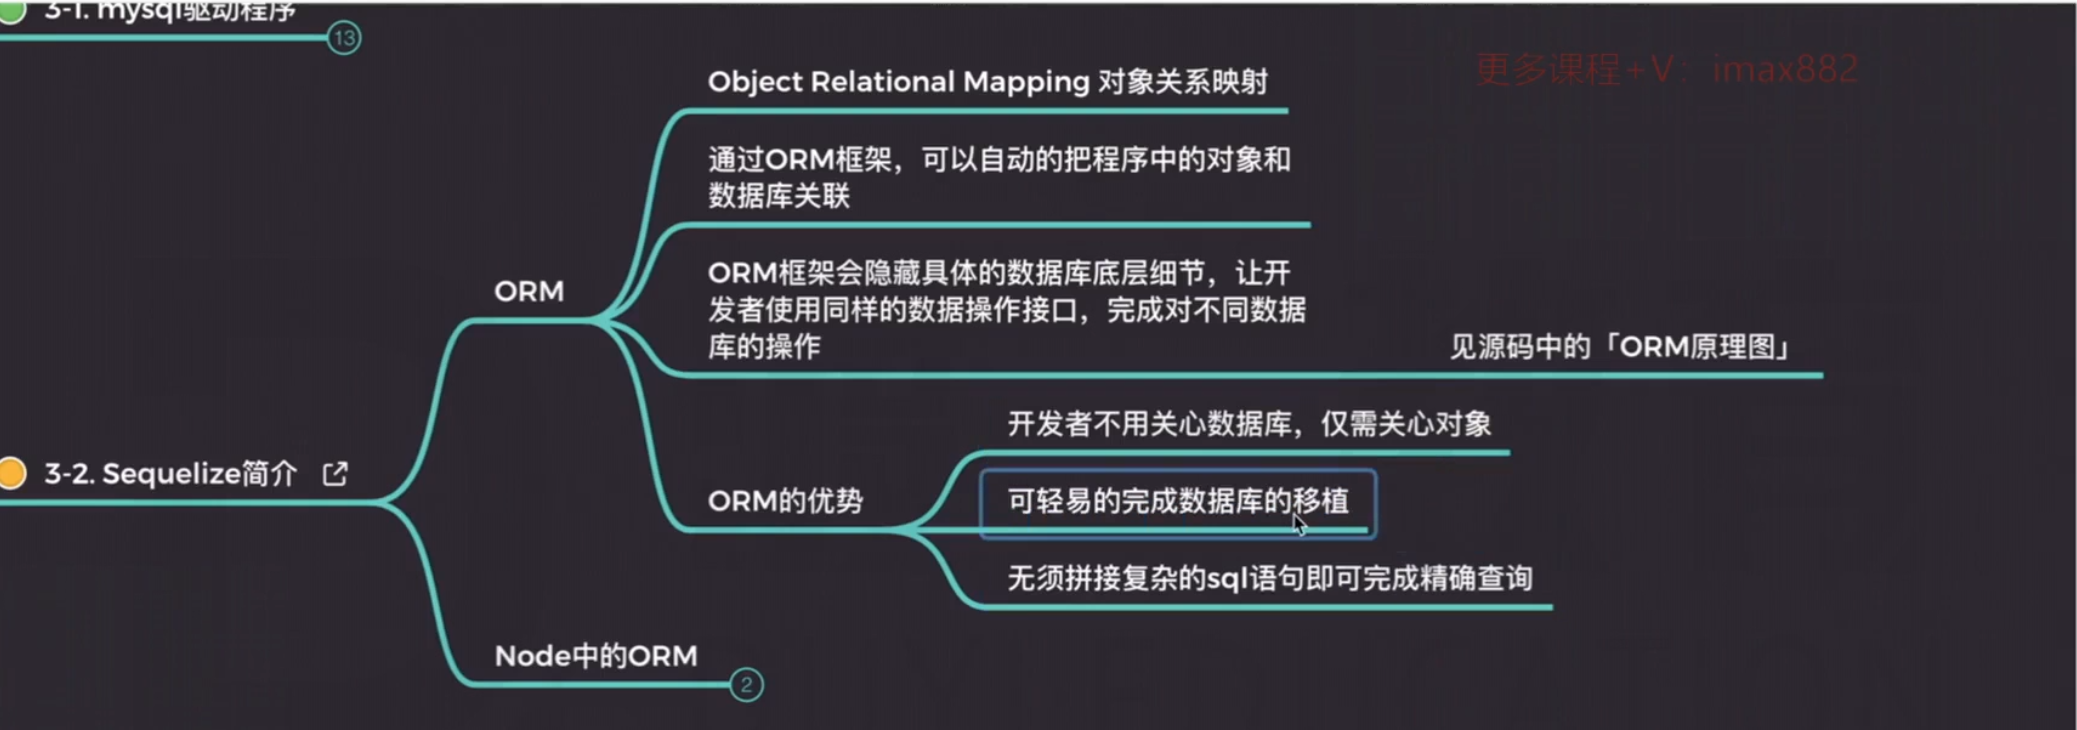 3-1. mysql驱动程序
13
更多课程+V：imax882
Object Relational Mapping 对象关系映射
通过ORM框架，可以自动的把程序中的对象和
数据库关联
ORM
ORM框架会隐藏具体的数据库底层细节，让开
发者使用同样的数据操作接口，完成对不同数据
库的操作
见源码中的「ORM原理图」
3-2. Sequelize简介
ORM的优势
开发者不用关心数据库，仅需关心对象
可轻易的完成数据库的移植
无须拼接复杂的sql语句即可完成精确查询
Node中的ORM
2